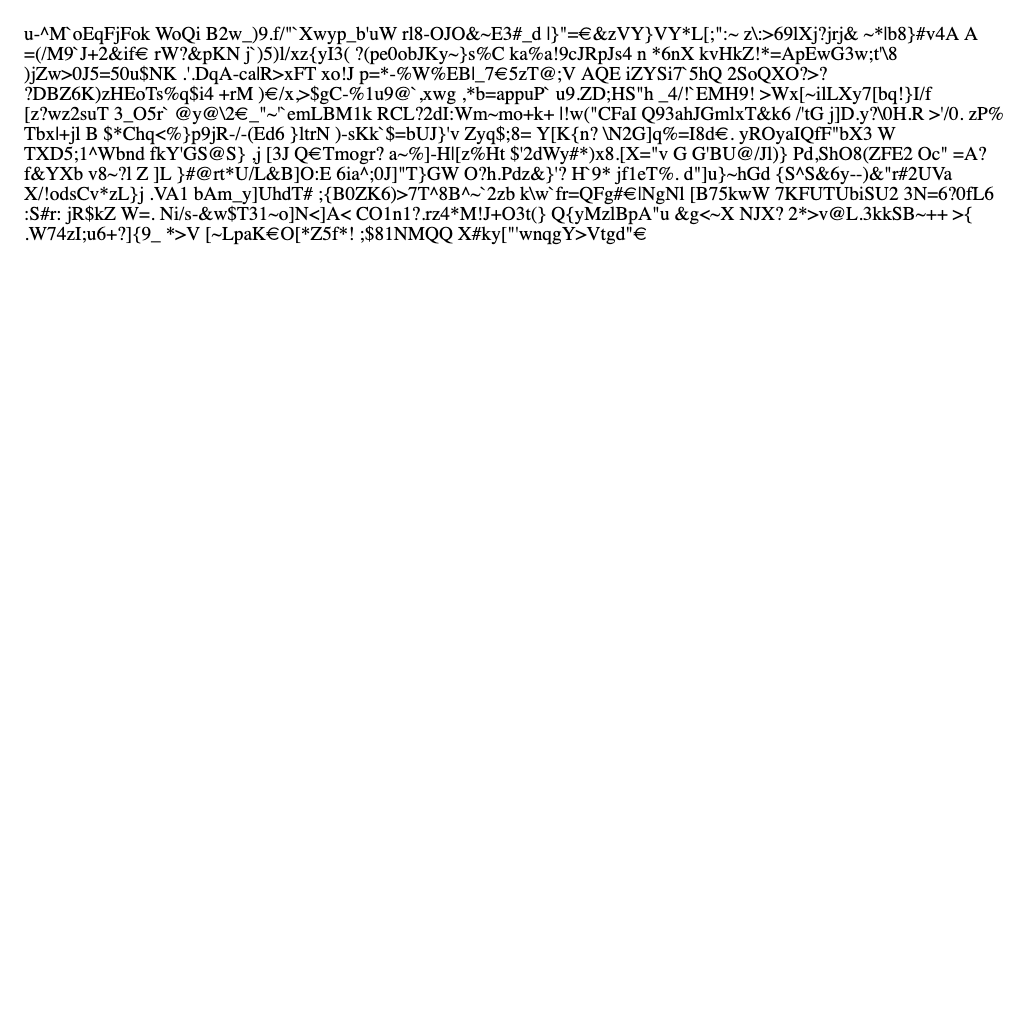 u-^M`oEqFjFok WoQi B2w_)9.f/"`Xwyp_b'uW rl8-OJO&~E3#_d |}"=€&zVY}VY*L[;":~ z\:>69lXj?jrj& ~*|b8}#v4A A
=(/M9`J+2&if€ rW?&pKN j`)5)l/xz{yI3( ?(pe0obJKy~}s%C ka%a!9cJRpJs4 n *6nX kvHkZ!*=ApEwG3w;t'\8
)jZw>0J5=50u$NK .'.DqA-ca|R>xFT xo!J p=*-%W%EB|_7€5zT@;V AQE iZYSi7`5hQ 2SoQXO?>?
?DBZ6K)zHEoTs%q$i4 +rM )€/x,>$gC-%1u9@`,xwg ,*b=appuP` u9.ZD;HS"h _4/!`EMH9! >Wx[~ilLXy7[bq!}I/f
[z?wz2suT 3_O5r` @y@\2€_"~'`emLBM1k RCL?2dI:Wm~mo+k+ |!w("CFaI Q93ahJGmlxT&k6 /'tG j]D.y?\0H.R >'/0. zP%
Tbxl+jl B $*Chq<%}p9jR-/-(Ed6 }ltrN )-sKk`$=bUJ}'v Zyq$;8= Y[K{n? \N2G]q%=I8d€. yROyaIQfF"bX3 W
TXD5;1^Wbnd fkY'GS@S} ,j [3J Q€Tmogr? a~%]-H|[z%Ht $'2dWy#*)x8.[X="v G G'BU@/Jl)} Pd,ShO8(ZFE2 Oc" =A?
f&YXb v8~?l Z ]L }#@rt*U/L&B]O:E 6ia^;0J]"T}GW O?h.Pdz&}'? H`9* jf1eT%. d"]u}~hGd {S^S&6y--)&"r#2UVa
X/!odsCv*zL}j .VA1 bAm_y]UhdT# ;{B0ZK6)>7T^8B^~`2zb k\w`fr=QFg#€|NgNl [B75kwW 7KFUTUbiSU2 3N=6?0fL6
:S#r: jR$kZ W=. Ni/s-&w$T31~o]N<]A< CO1n1?.rz4*M!J+O3t(} Q{yMzlBpA"u &g<~X NJX? 2*>v@L.3kkSB~++ >{
.W74zI;u6+?]{9_ *>V [~LpaK€O[*Z5f*! ;$81NMQQ X#ky["'wnqgY>Vtgd"€